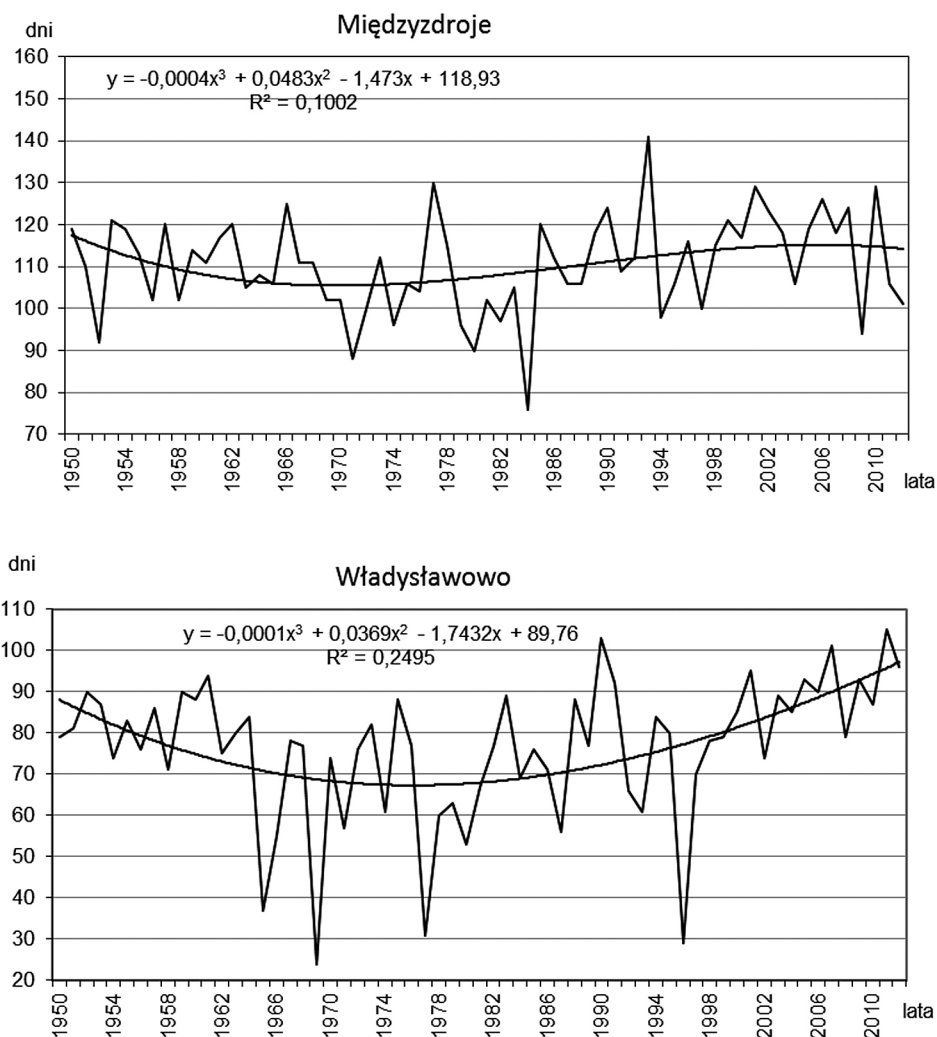 Międzyzdroje
dni
160
y = -0,0004x³ + 0,0483x² - 1,473x + 118,93
R² = 0,1002
150
140
130
120
110
100
90
80
70
1950 1954 1958 1962 1966 1970 1974 1978 1982 1986 1990 1994 1998 2002 2006 2010 lata
dni
Władysławowo
110
y = -0,0001x³ + 0,0369x² - 1,7432x + 89,76
R² = 0,2495
100
90
80
70
60
50
40
30
20
1950 1954 1958 1962 1966 1970 1974 1978 1982 1986 1990 1994 1998 2002 2006 2010 lata